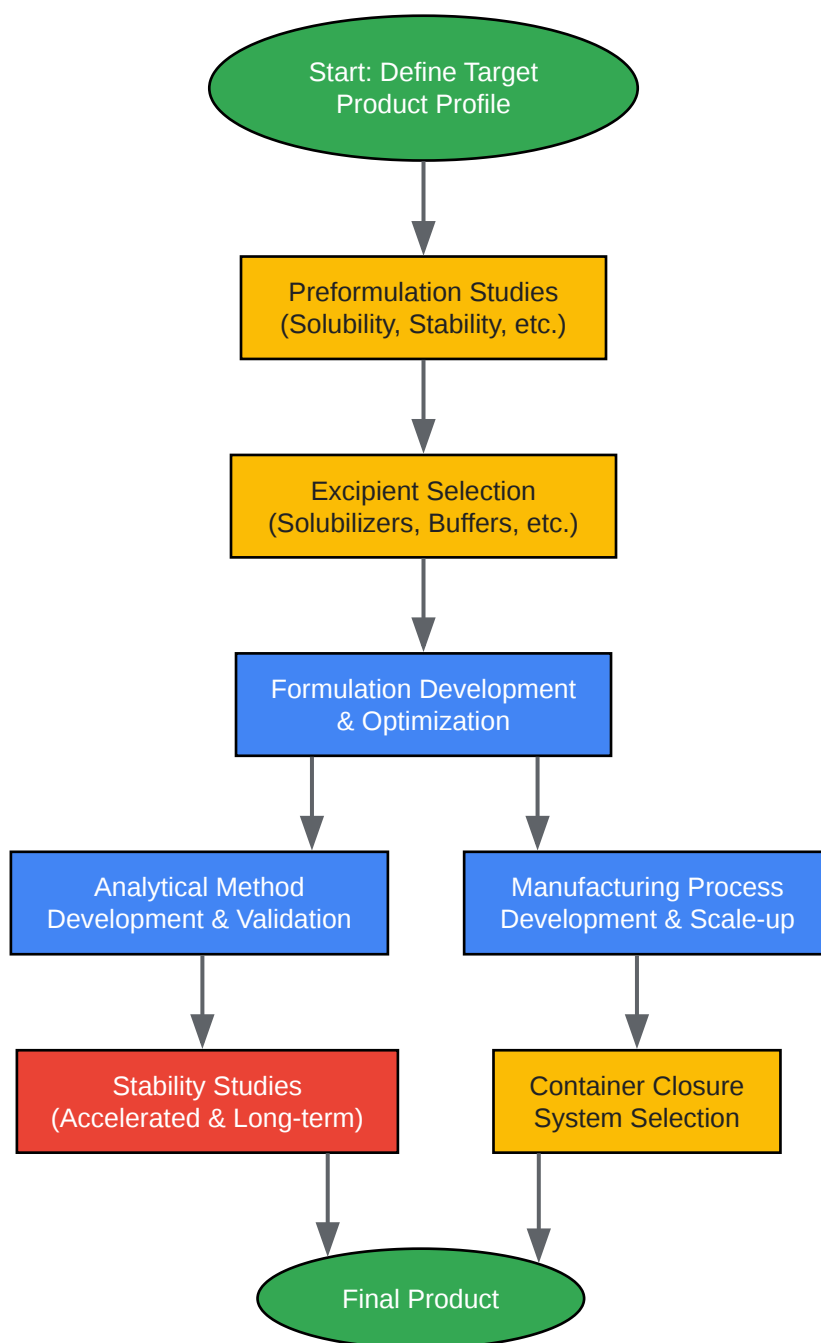 Start: Define Target
Product Profile
Preformulation Studies
(Solubility, Stability, etc.)
Excipient Selection
(Solubilizers, Buffers, etc.)
Formulation Development
& Optimization
Analytical Method
Development & Validation
Manufacturing Process
Development & Scale-up
Stability Studies
(Accelerated & Long-term)
Container Closure
System Selection
Final Product